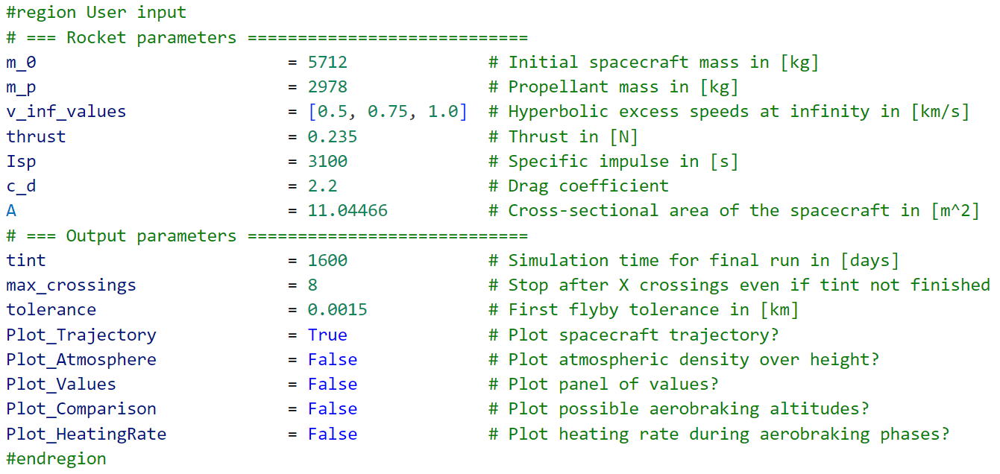 #region User input
# === Rocket parameters ============================
m_0                         = 5712              # Initial spacecraft mass in [kg]
m_p                         = 2978              # Propellant mass in [kg]
v_inf_values                = [0.5, 0.75, 1.0]  # Hyperbolic excess speeds at infinity in [km/s]
thrust                      = 0.235             # Thrust in [N]
Isp                         = 3100              # Specific impulse in [s]
c_d                         = 2.2               # Drag coefficient
A                           = 11.04466          # Cross-sectional area of the spacecraft in [m^2]
# === Output parameters ============================
tint                        = 1600              # Simulation time for final run in [days]
max_crossings               = 8                 # Stop after X crossings even if tint not finished
tolerance                   = 0.0015            # First flyby tolerance in [km]
Plot_Trajectory             = True              # Plot spacecraft trajectory?
Plot_Atmosphere             = False             # Plot atmospheric density over height?
Plot_Values                 = False             # Plot panel of values?
Plot_Comparison             = False             # Plot possible aerobraking altitudes?
Plot_HeatingRate            = False             # Plot heating rate during aerobraking phases?
#endregion